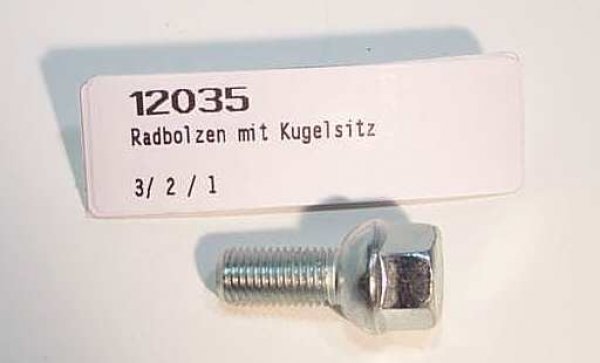 12035
Radbolzen mit Kugelsitz
3/ 2 / 1